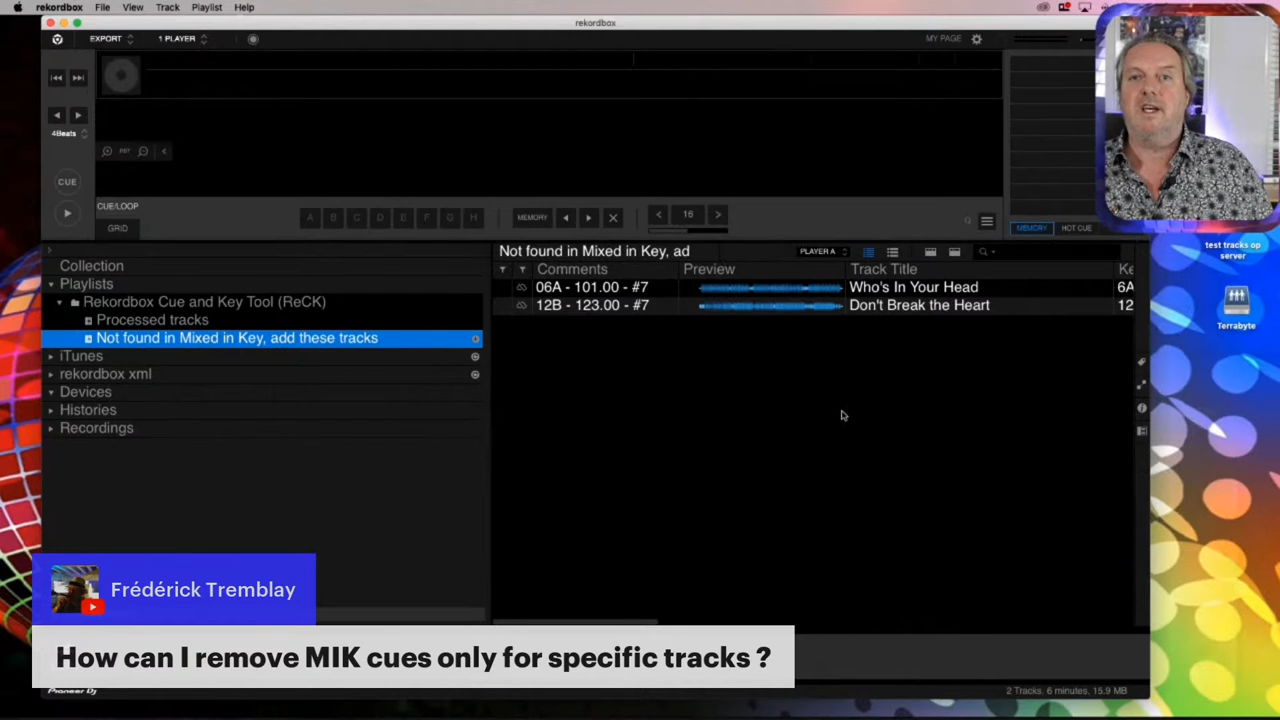 rekordbox File View Track Playlist Help
rekordbox
EXPORT 1 PLAYER MY PAGE
4Beats
RST
CUE
CUE/LOOP
GRID
A B C D E F G H MEMORY 16
MEMORY HOT CUE
Not found in Mixed in Key, ad PLAYER A
Collection
Playlists
Rekordbox Cue and Key Tool (ReCK)
Processed tracks
Not found in Mixed in Key, add these tracks
iTunes
rekordbox xml
Devices
Histories
Recordings
Comments Preview Track Title Ke
06A - 101.00 - #7 Who's In Your Head 6A
12B - 123.00 - #7 Don't Break the Heart 12
test tracks op
server
Terrabyte
Frédérick Tremblay
How can I remove MIK cues only for specific tracks ?
Pioneer Dj
2 Tracks, 6 minutes, 15.9 MB